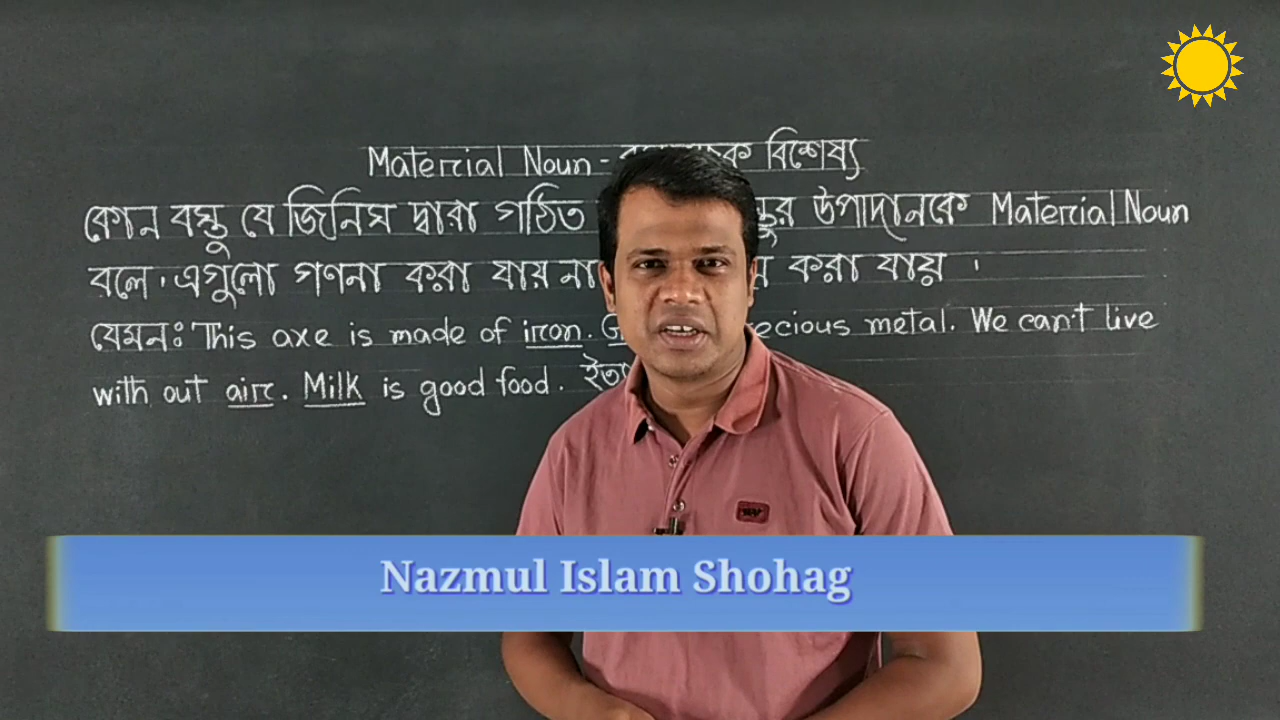 Material Noun - বিশেষ্য
কোন বস্তু যে জিনিস দ্বারা গঠিত উপাদানকে Material Noun
বলে। এগুলো গণনা করা যায় না করা যায়।
যেমনঃ This axe is made of iron. metal. We can't live
with out air. Milk is good food.
Nazmul Islam Shohag